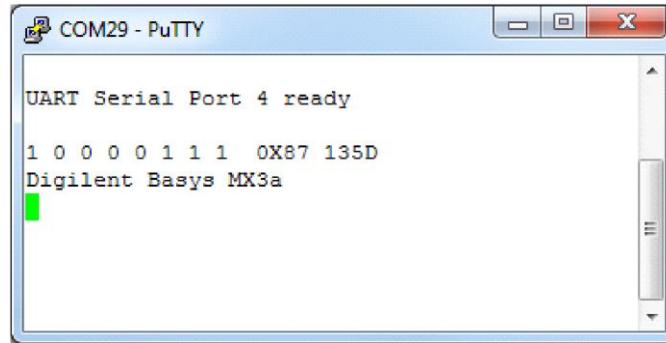 COM29 - PuTTY
UART Serial Port 4 ready
1 0 0 0 0 1 1 1  0X87 135D
Digilent Basys MX3a